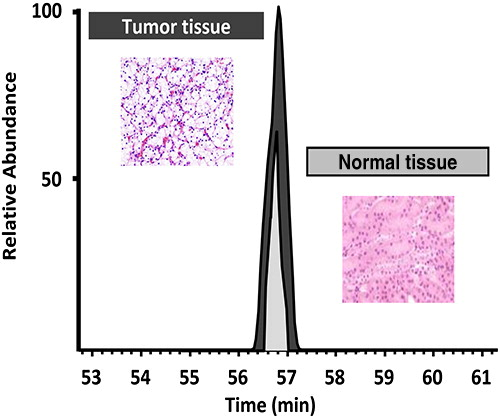 100
Tumor tissue
Relative Abundance
Normal tissue
50
53 54 55 56 57 58 59 60 61
Time (min)